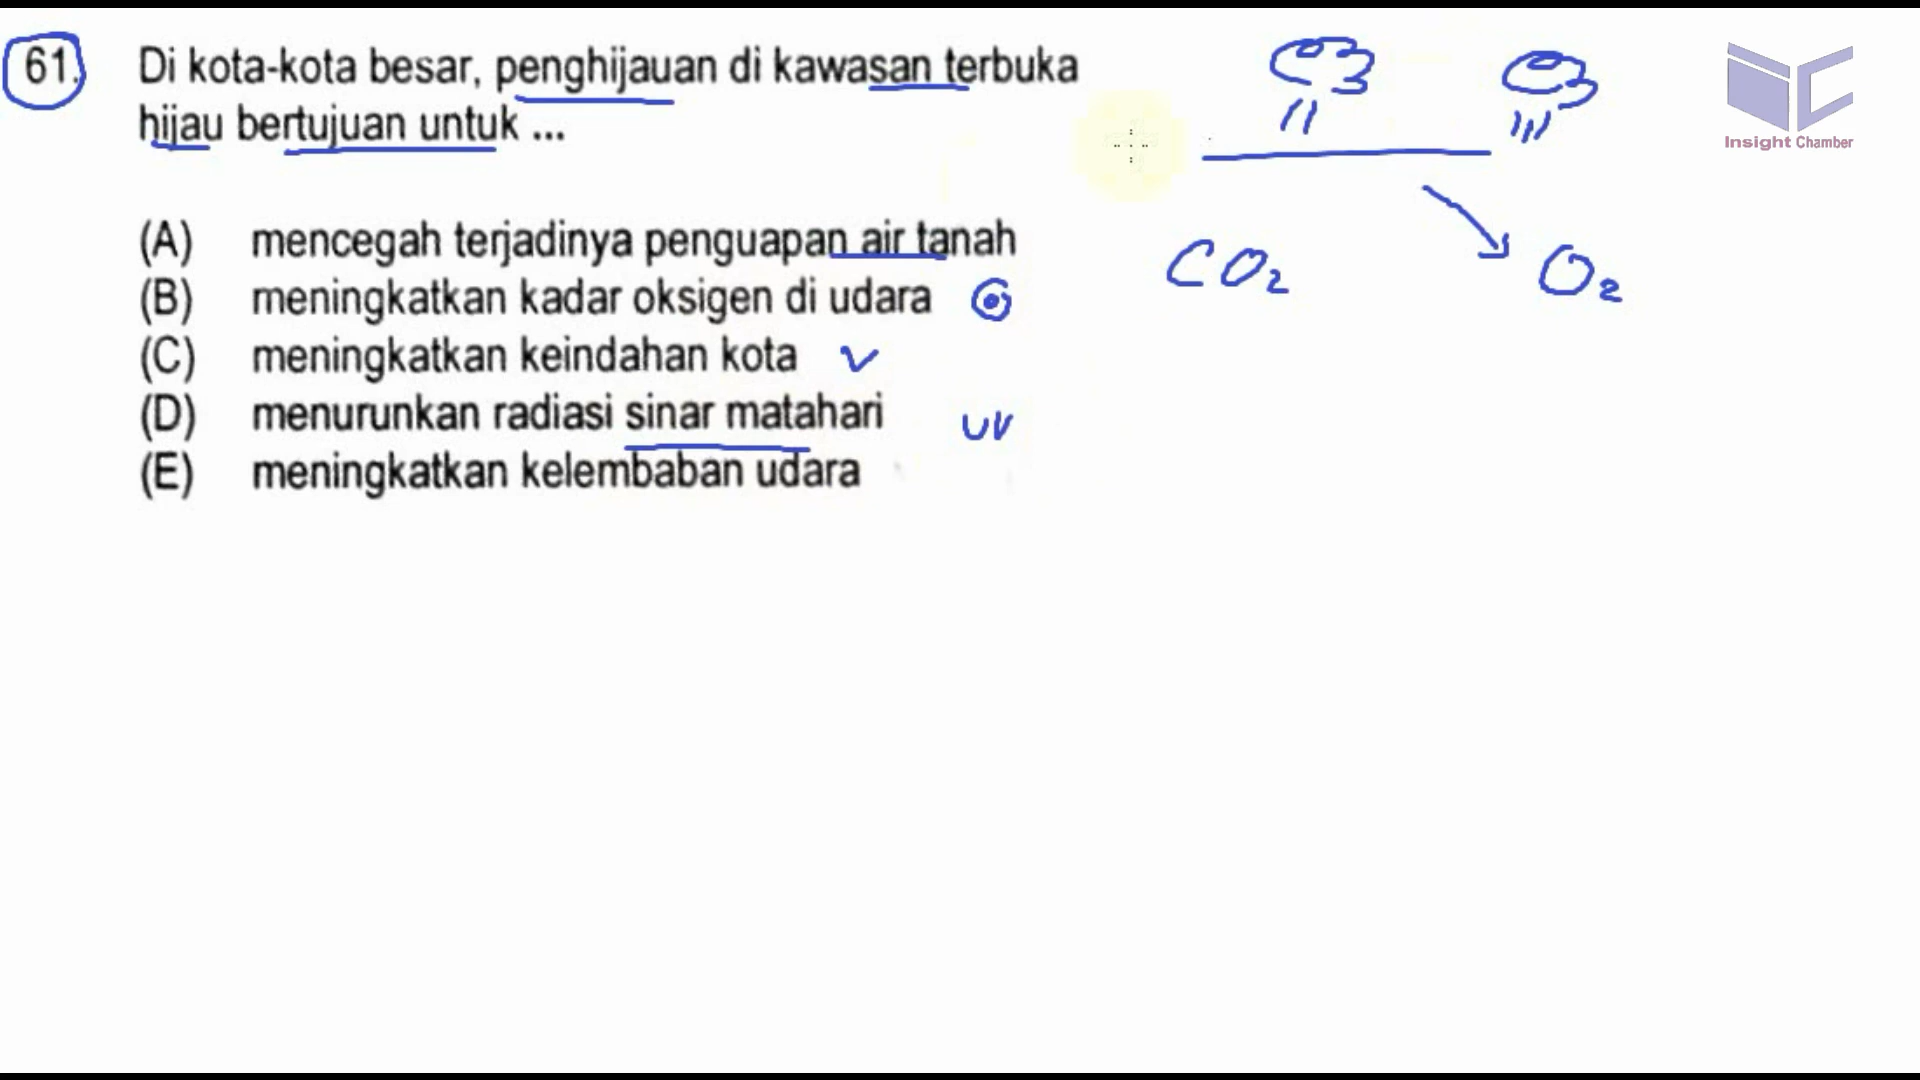 61. Di kota-kota besar, penghijauan di kawasan terbuka
hijau bertujuan untuk ...
(A) mencegah terjadinya penguapan air tanah
(B) meningkatkan kadar oksigen di udara
(C) meningkatkan keindahan kota
(D) menurunkan radiasi sinar matahari
UV
(E) meningkatkan kelembaban udara
CO2
O2
Insight Chamber